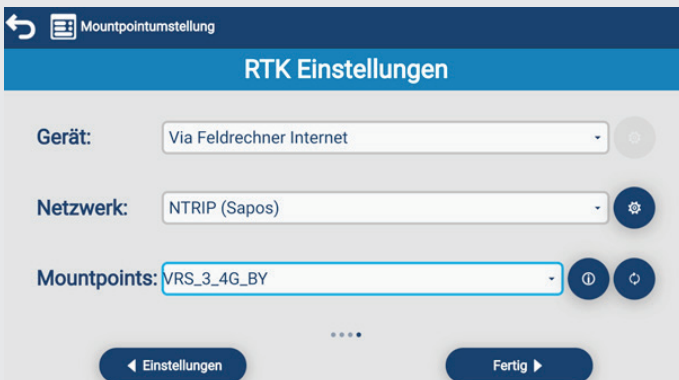 Mountpointumstellung
RTK Einstellungen
Gerät: Via Feldrechner Internet
Netzwerk: NTRIP (Sapos)
Mountpoints: VRS_3_4G_BY
Einstellungen Fertig